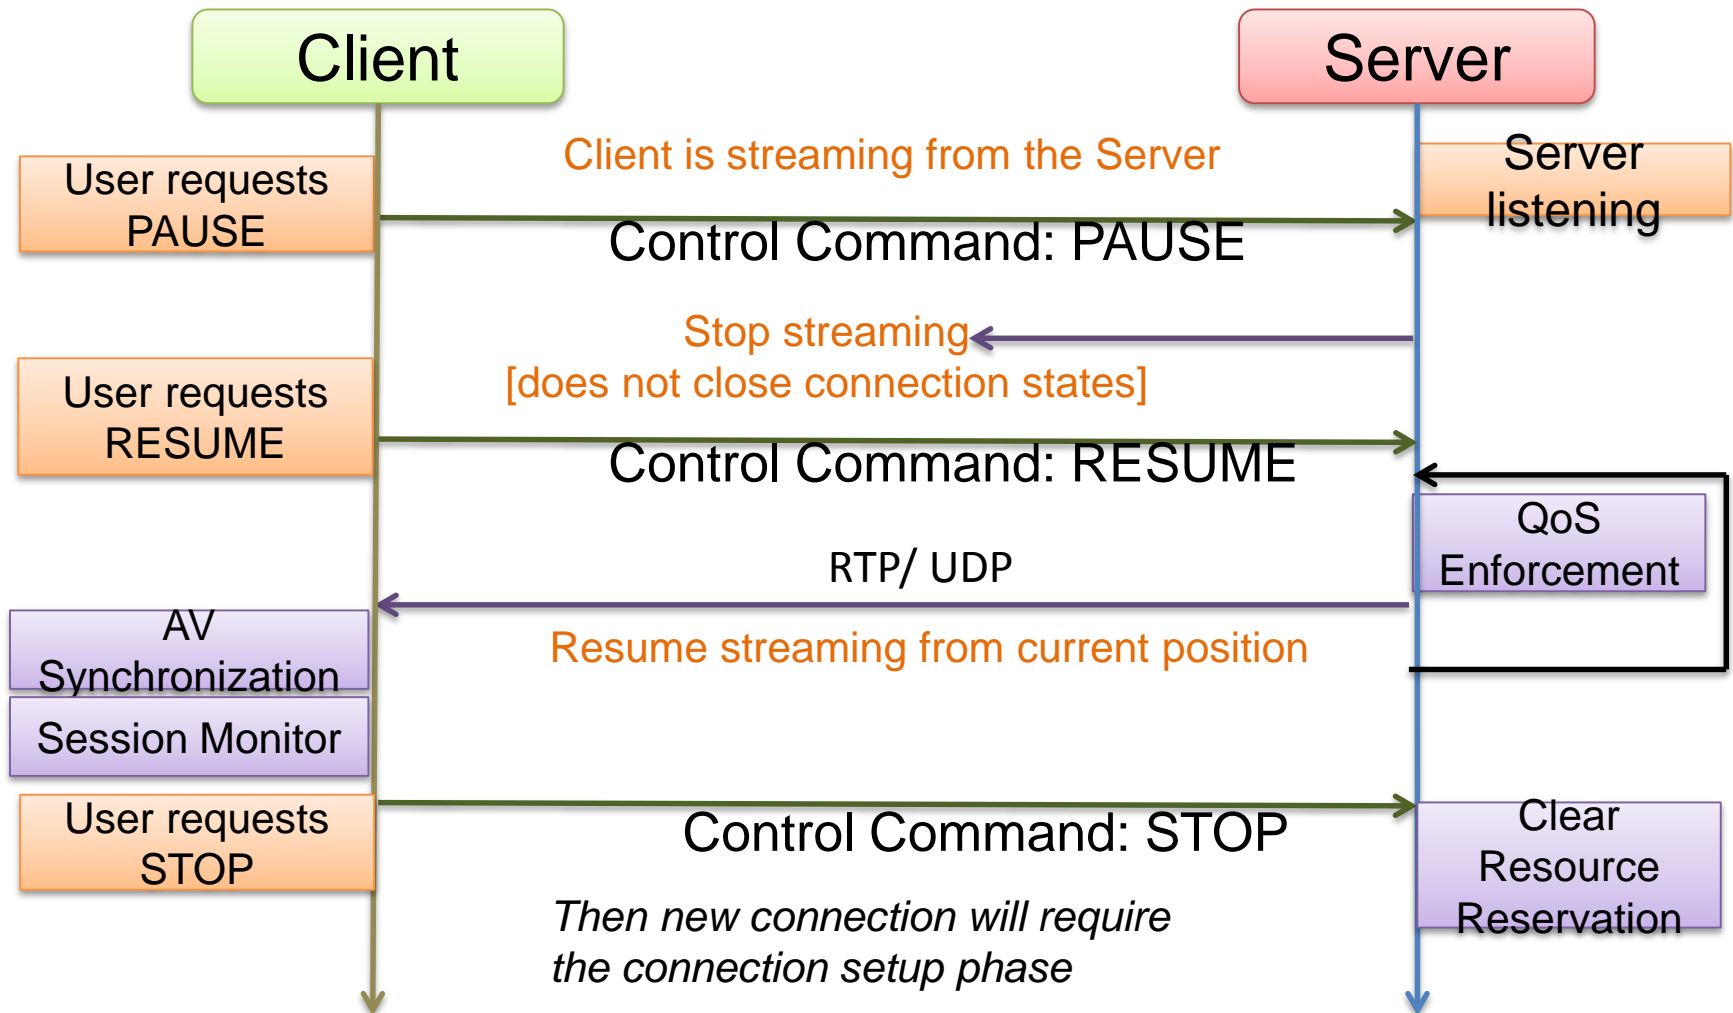 Client
Server
Client is streaming from the Server
User requests
PAUSE
Server
listening
Control Command: PAUSE
Stop streaming
[does not close connection states]
User requests
RESUME
Control Command: RESUME
QoS
Enforcement
RTP/ UDP
AV
Synchronization
Resume streaming from current position
Session Monitor
User requests
STOP
Control Command: STOP
Clear
Resource
Reservation
Then new connection will require
the connection setup phase